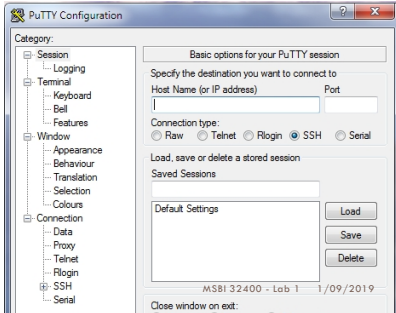 PuTTY Configuration
Category:
Session
Logging
Terminal
Keyboard
Bell
Features
Window
Appearance
Behaviour
Translation
Selection
Colours
Connection
Data
Proxy
Telnet
Rlogin
SSH
Serial
Basic options for your PuTTY session
Specify the destination you want to connect to
Host Name (or IP address) Port
Connection type:
Raw Telnet Rlogin SSH Serial
Load, save or delete a stored session
Saved Sessions
Default Settings
Load
Save
Delete
MSBI 32400 - Lab 1 1/09/2019
Close window on exit: